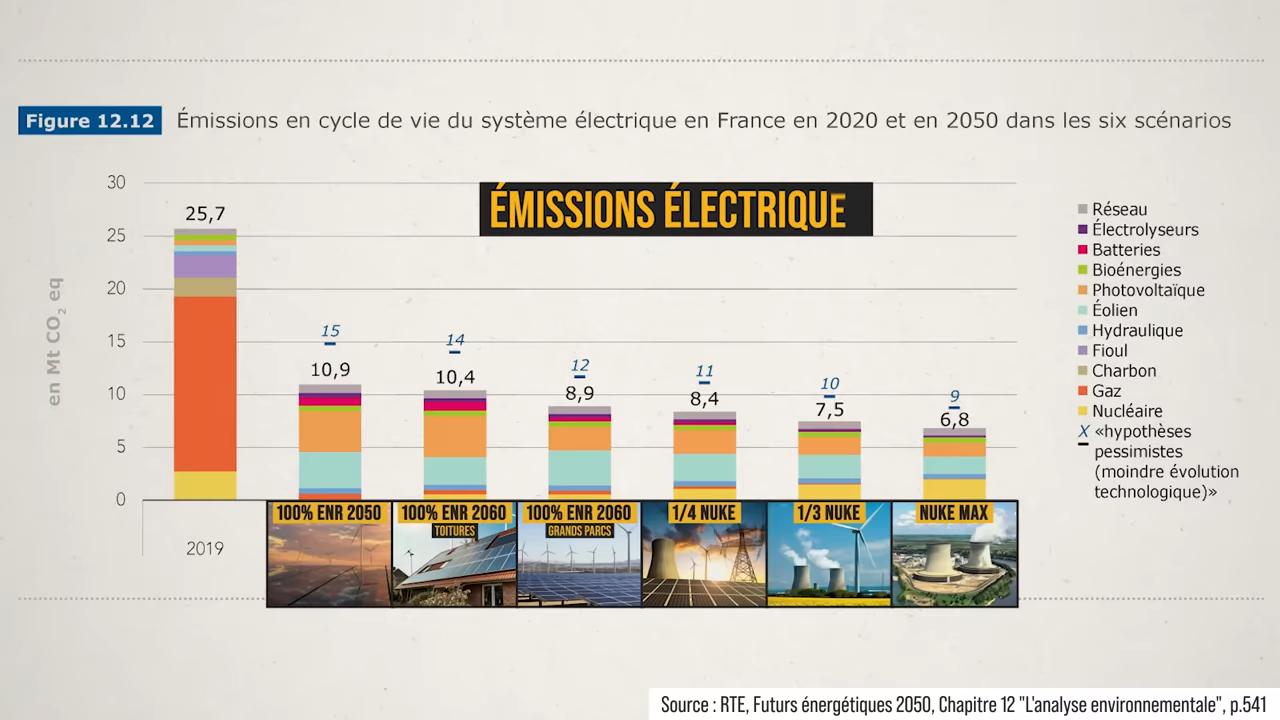 Figure 12.12 Émissions en cycle de vie du système électrique en France en 2020 et en 2050 dans les six scénarios
ÉMISSIONS ÉLECTRIQUE
en Mt CO2 eq
30
25
20
15
10
5
0
25,7
15
10,9
14
10,4
12
8,9
11
8,4
10
7,5
9
6,8
2019
100% ENR 2050
100% ENR 2060
TOITURES
100% ENR 2060
GRANDS PARCS
1/4 NUKE
1/3 NUKE
NUKE MAX
Réseau
Électrolyseurs
Batteries
Bioénergies
Photovoltaïque
Éolien
Hydraulique
Fioul
Charbon
Gaz
Nucléaire
X «hypothèses
pessimistes
(moindre évolution
technologique)»
Source : RTE, Futurs énergétiques 2050, Chapitre 12 "L'analyse environnementale", p.541